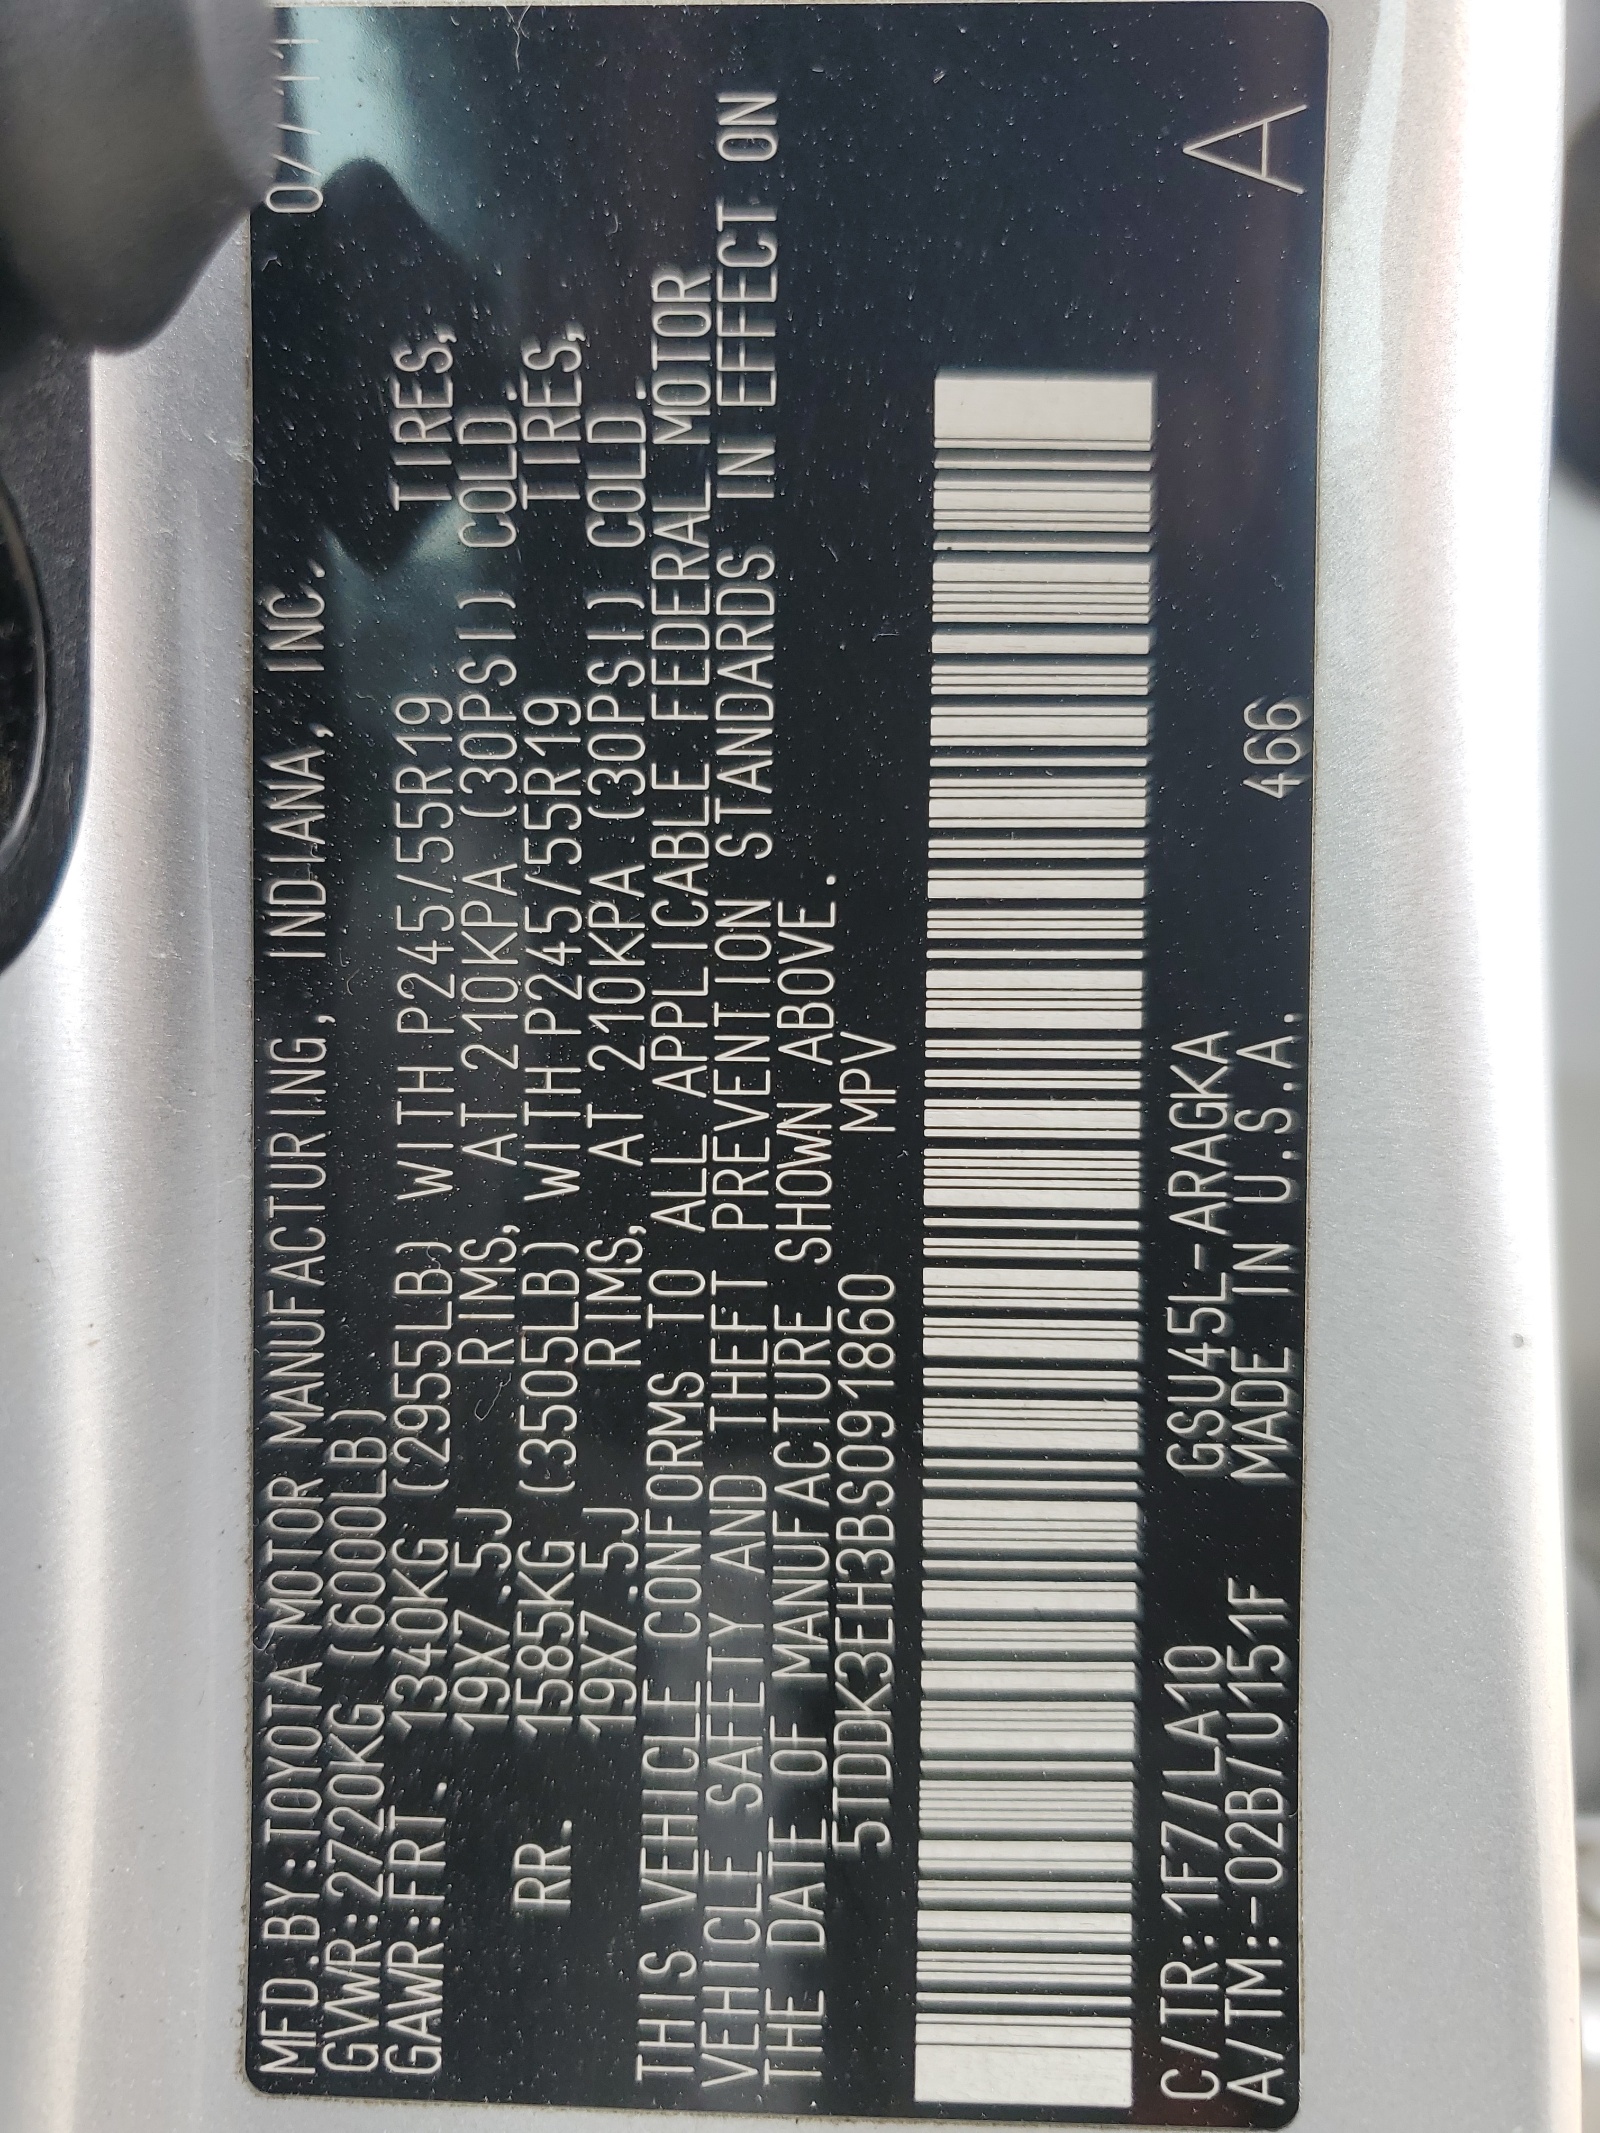 MFD.BY:TOYOTA MOTOR MANUFACTURING, INDIANA, INC. 07/11
GVWR:2720KG (6000LB)
GAWR:FRT. 1340KG (2955LB) WITH P245/55R19 TIRES,
19X7.5J RIMS, AT 210KPA (30PSI) COLD.
RR. 1585KG (3505LB) WITH P245/55R19 TIRES,
19X7.5J RIMS, AT 210KPA (30PSI) COLD.
THIS VEHICLE CONFORMS TO ALL APPLICABLE FEDERAL MOTOR
VEHICLE SAFETY AND THEFT PREVENTION STANDARDS IN EFFECT ON
THE DATE OF MANUFACTURE SHOWN ABOVE.
5TDDK3EH3BS091860 MPV
C/TR:1F7/LA10 GSU45L-ARAGKA
A/TM:-02B/U151F MADE IN U.S.A. 466 A